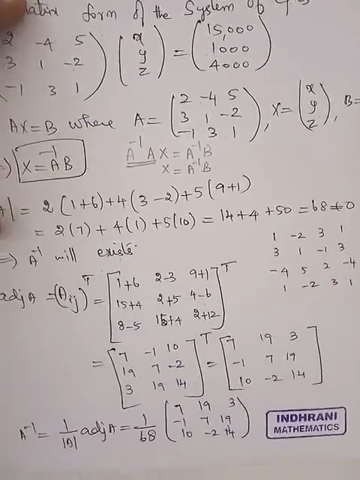 Matrix form of the System of
2 -4 5 x 15,000
3 1 -2 y = 1000
-1 3 1 z 4000
AX=B where A= (2 -4 5 3 1 -2 -1 3 1), X= (x y z), B=
⇒ X=A⁻¹B A⁻¹AX=A⁻¹B
X=A⁻¹B
|A| = 2(1+6)+4(3-2)+5(9+1)
= 2(7)+4(1)+5(10) = 14+4+50=68≠0
⇒ A⁻¹ will exists.
1 -2 3 1
3 1 -1 3
-4 5 2 -4
1 -2 3 1
adjA=(Aij)ᵀ= [1+6 2-3 9+1
15+4 2+5 4-6
8-5 15+4 2+12]ᵀ
= [7 -1 10 19 7 -2 3 19 14]ᵀ = [7 19 3 -1 7 19 10 -2 14]
A⁻¹= 1/|A| adjA = 1/68 (7 19 3 -1 7 19 10 -2 14)
INDHRANI
MATHEMATICS